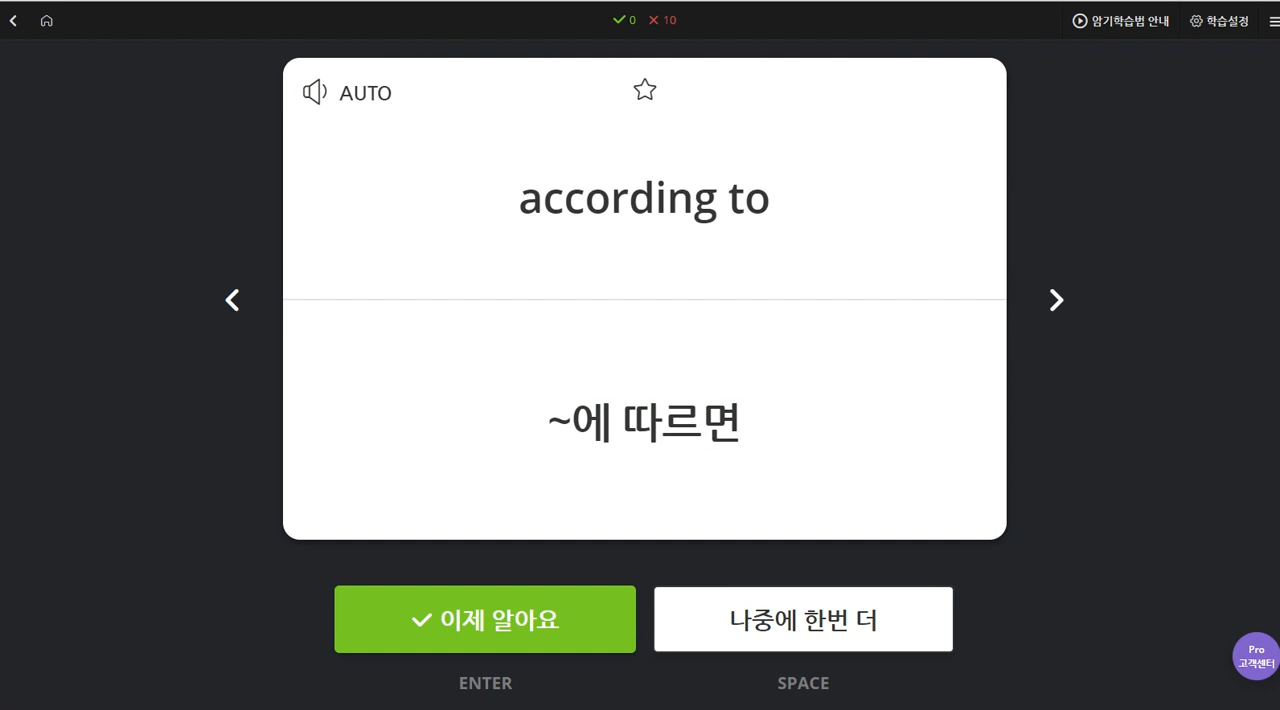 0 10 암기학습법 안내 학습설정
AUTO
according to
~에 따르면
이제 알아요 나중에 한번 더
ENTER SPACE
Pro
고객센터